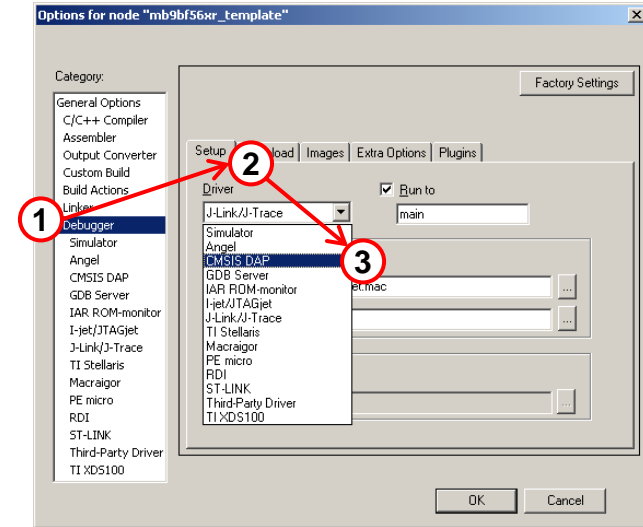 Options for node "mb9bf56xr_template"
Category:
Factory Settings
General Options
C/C++ Compiler
Assembler
Output Converter
Custom Build
Build Actions
Linker
Debugger
Simulator
Angel
CMSIS DAP
GDB Server
IAR ROM-monitor
I-jet/JTAGjet
J-Link/J-Trace
TI Stellaris
Macraigor
PE micro
RDI
ST-LINK
Third-Party Driver
TI XDS100
1
2
3
Setup Images Extra Options Plugins
Driver
Run to
J-Link/J-Trace
main
Simulator
Angel
CMSIS DAP
GDB Server
IAR ROM-monitor
I-jet/JTAGjet
J-Link/J-Trace
TI Stellaris
Macraigor
PE micro
RDI
ST-LINK
Third-Party Driver
TI XDS100
...
...
...
OK Cancel